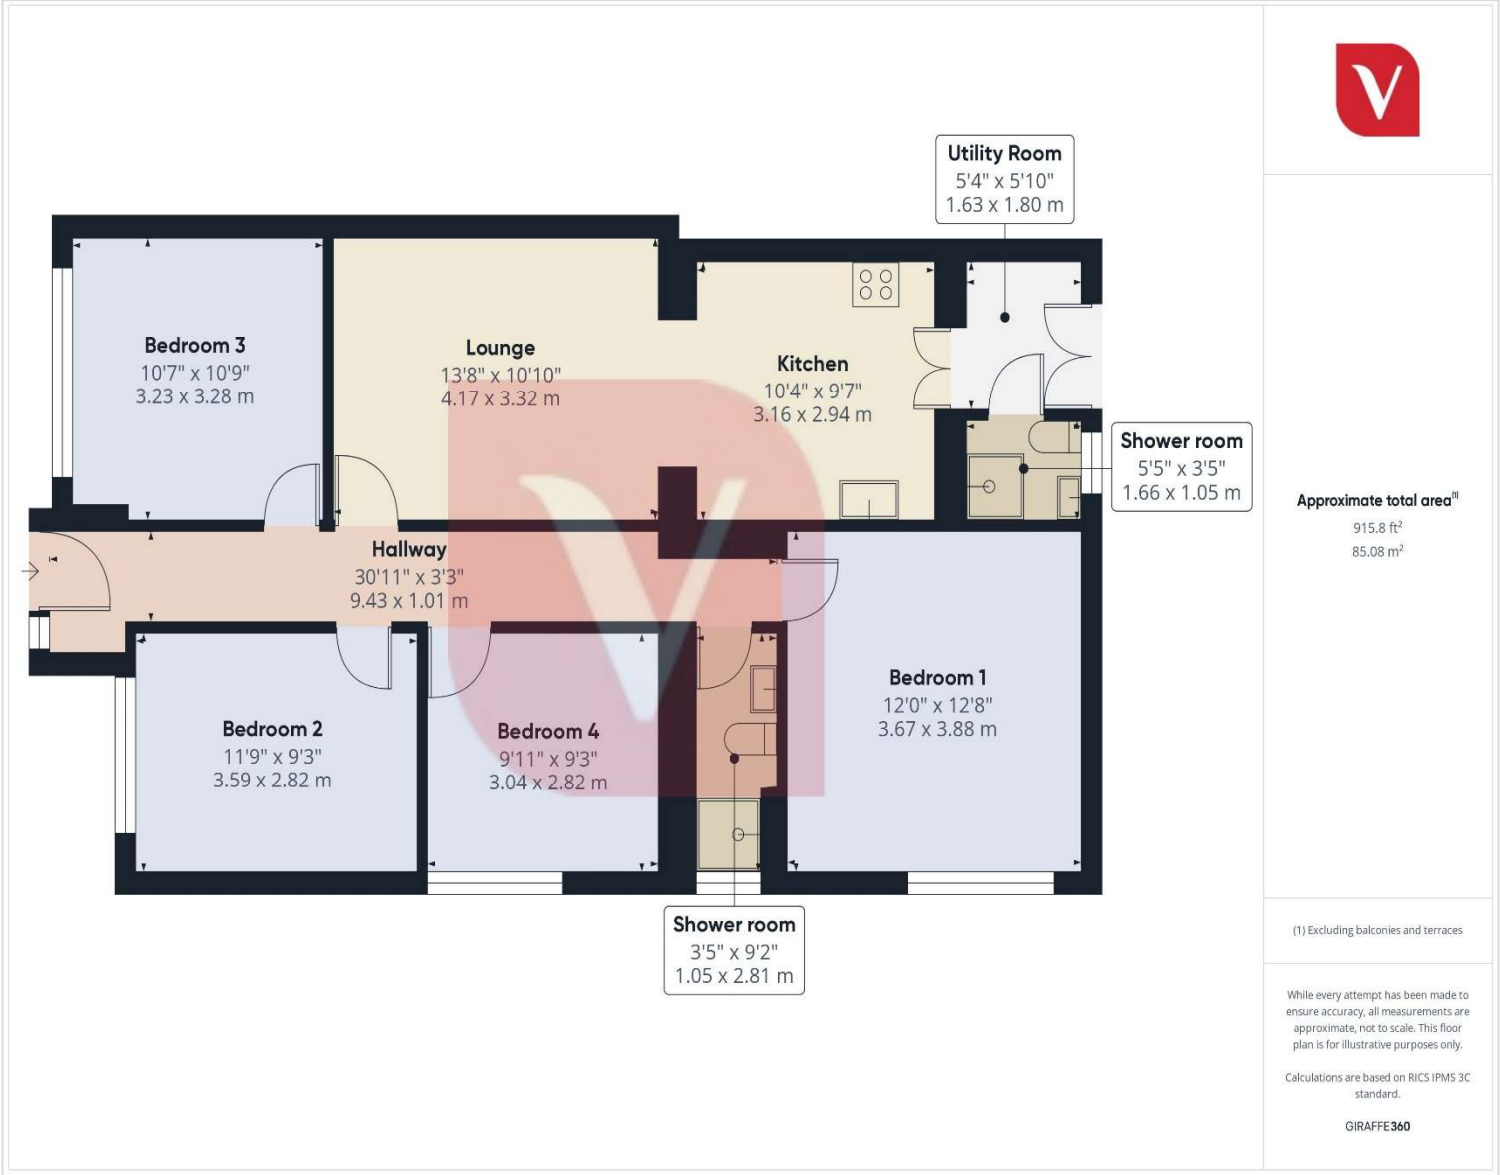 V
Utility Room
5'4" x 5'10"
1.63 x 1.80 m
Bedroom 3
10'7" x 10'9"
3.23 x 3.28 m
Lounge
13'8" x 10'10"
4.17 x 3.32 m
Kitchen
10'4" x 9'7"
3.16 x 2.94 m
Shower room
5'5" x 3'5"
1.66 x 1.05 m
Hallway
30'11" x 3'3"
9.43 x 1.01 m
Bedroom 1
12'0" x 12'8"
3.67 x 3.88 m
Bedroom 2
11'9" x 9'3"
3.59 x 2.82 m
Bedroom 4
9'11" x 9'3"
3.04 x 2.82 m
V
Shower room
3'5" x 9'2"
1.05 x 2.81 m
Approximate total area⁽¹⁾
915.8 ft²
85.08 m²
(1) Excluding balconies and terraces
While every attempt has been made to
ensure accuracy, all measurements are
approximate, not to scale. This floor
plan is for illustrative purposes only.
Calculations are based on RICS IPMS 3C
standard.
GIRAFFE360